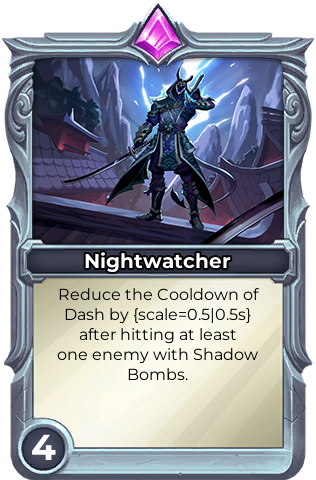 Nightwatcher
Reduce the Cooldown of
Dash by {scale=0.5|0.5s}
after hitting at least
one enemy with Shadow
Bombs.
4